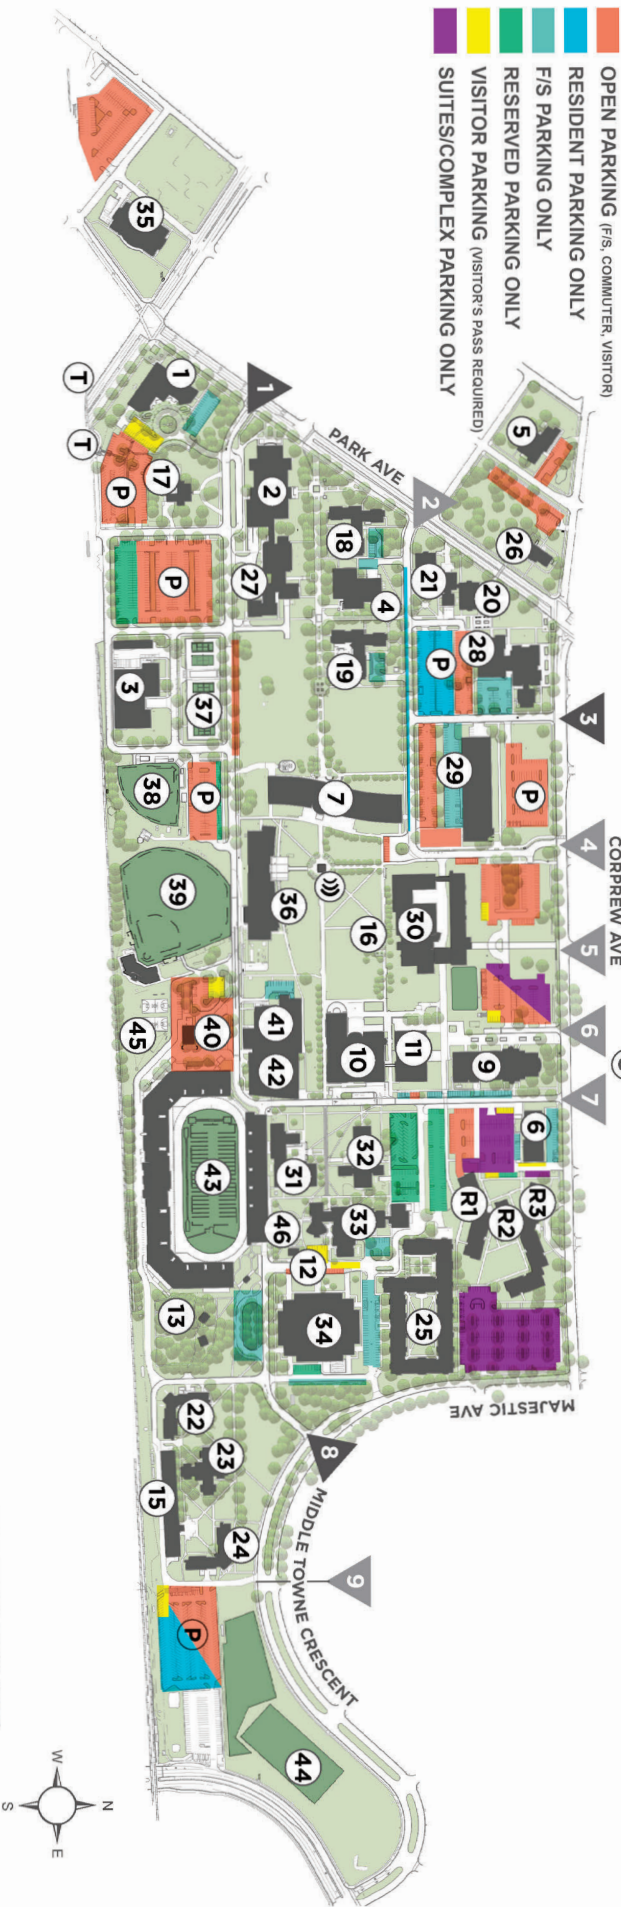 OPEN PARKING (F/S, COMMUTER, VISITOR)
RESIDENT PARKING ONLY
F/S PARKING ONLY
RESERVED PARKING ONLY
VISITOR PARKING (VISITOR'S PASS REQUIRED)
SUITES/COMPLEX PARKING ONLY
35
T
T
1
1
P
17
PARK AVE
2
5
26
2
18
4
21
20
27
P
19
P
28
3
3
37
38
P
7
29
P
4
CORPREW AVE
39
36
16
30
5
45
40
41
42
10
11
9
6
7
43
31
32
33
46
12
6
R1
R2
R3
13
34
25
MAJESTIC AVE
22
23
8
15
24
MIDDLE TOWNE CRESCENT
9
P
44
N
W
E
S